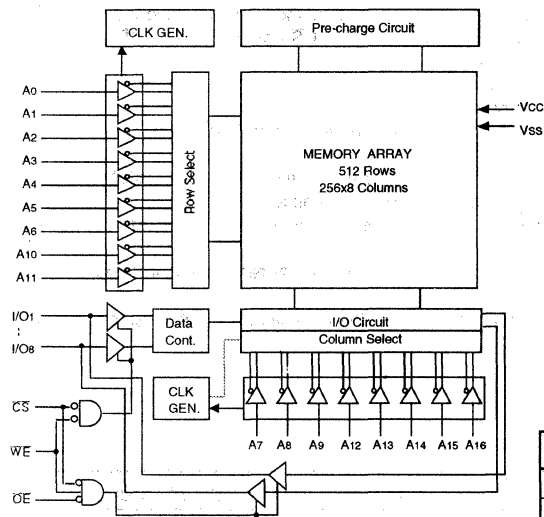 CLK GEN.
Pre-charge Circuit
A0
A1
A2
A3
A4
A5
A6
A10
A11
Row Select
MEMORY ARRAY
512 Rows
256x8 Columns
Vcc
Vss
I/O1
:
I/O8
Data
Cont.
I/O Circuit
Column Select
CLK
GEN.
A7 A8 A9 A12 A13 A14 A15 A16
CS
WE
OE